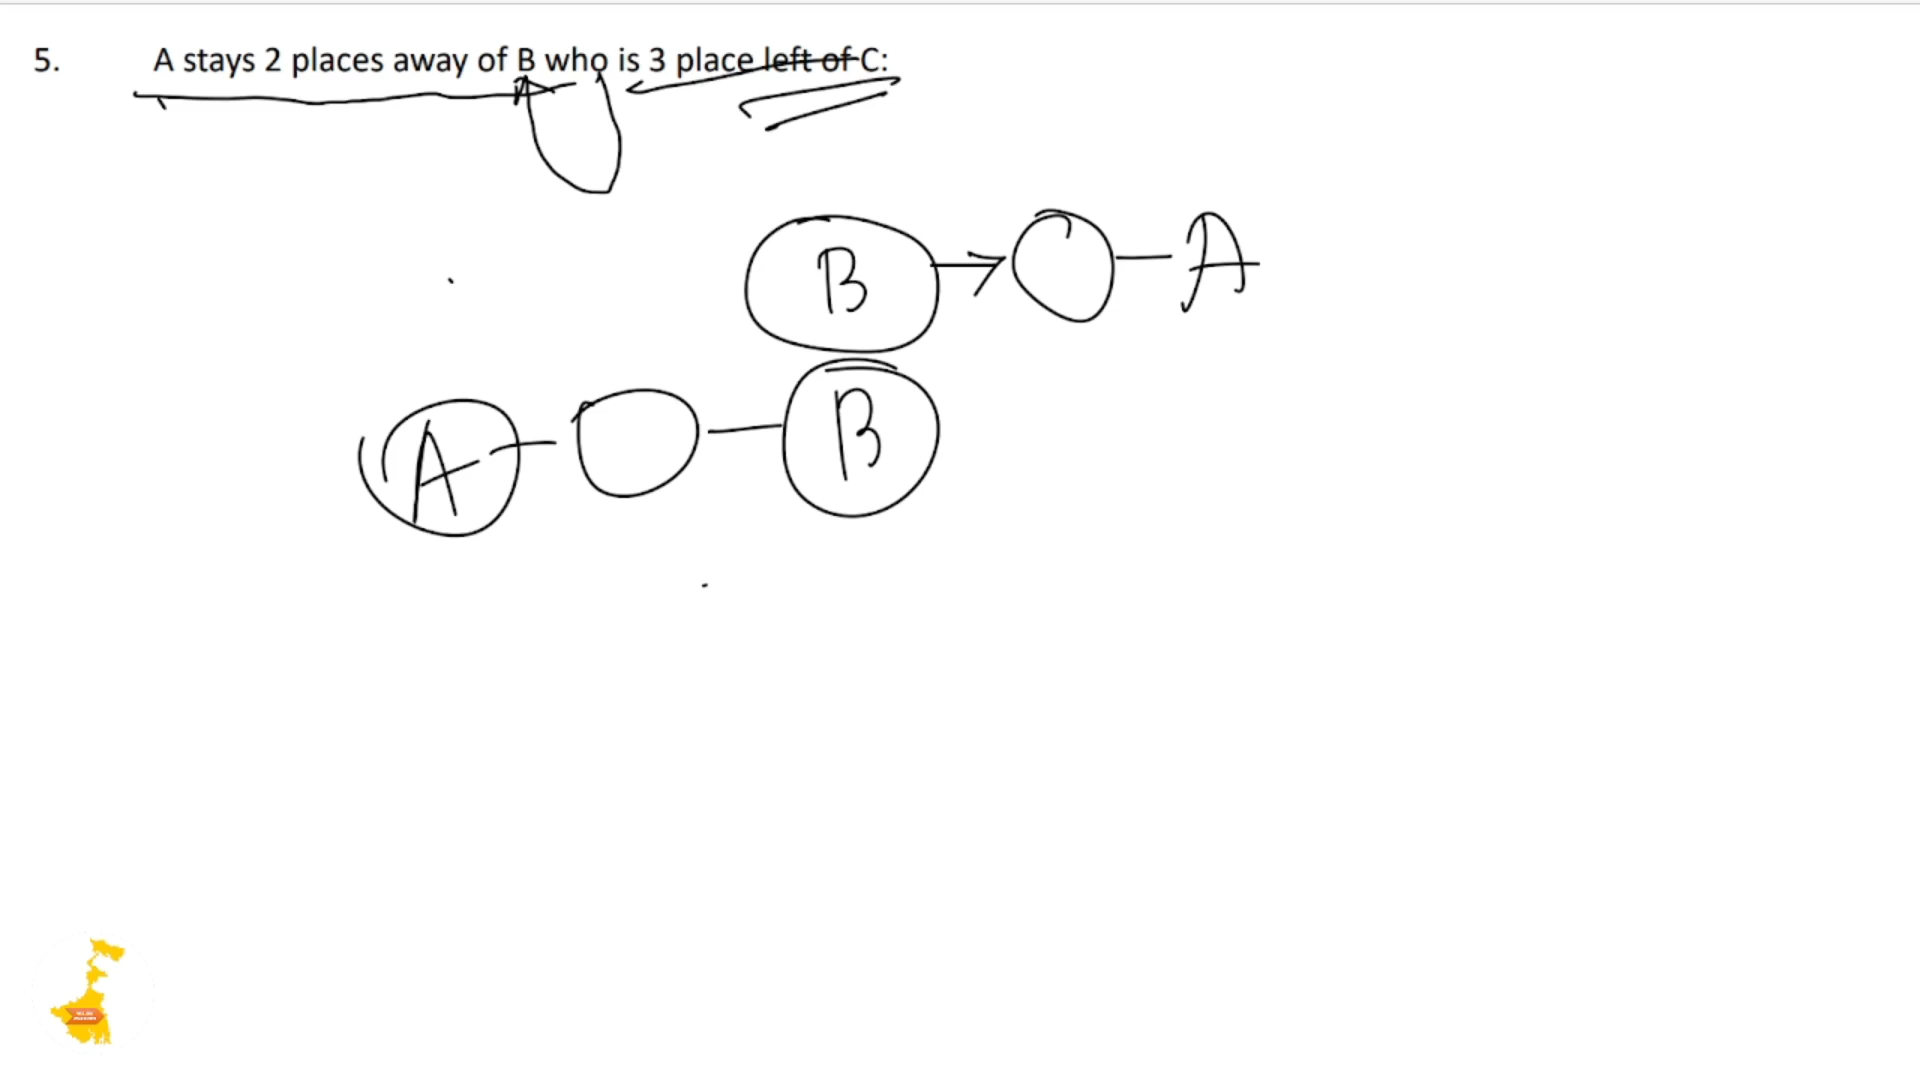 5. A stays 2 places away of B who is 3 place left of C:
B A
A B